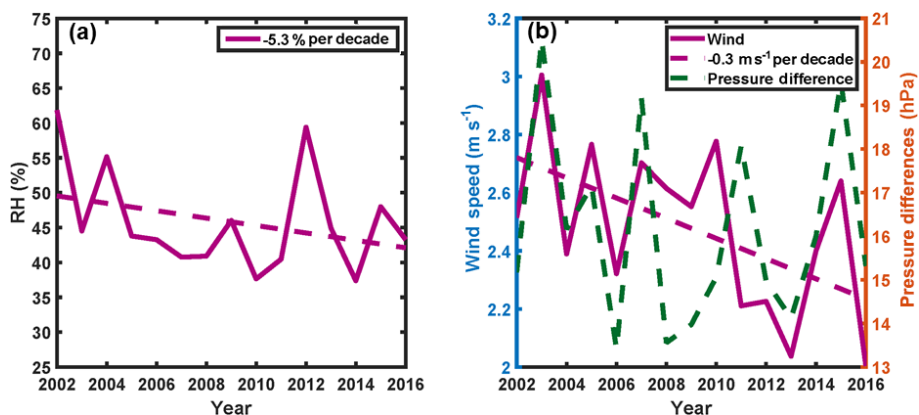 (a)
-5.3 % per decade
75
70
65
60
55
50
45
40
35
30
25
RH (%)
2002 2004 2006 2008 2010 2012 2014 2016
Year
(b)
Wind
-0.3 m s⁻¹ per decade
Pressure difference
3.2
3
2.8
2.6
2.4
2.2
2
Wind speed (m s⁻¹)
21
20
19
18
17
16
15
14
13
Pressure differences (hPa)
2002 2004 2006 2008 2010 2012 2014 2016
Year